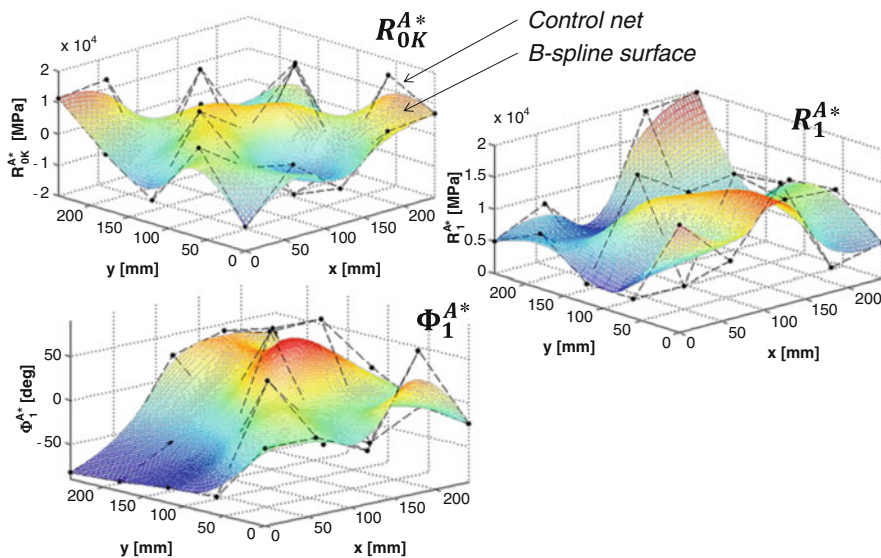 R_{0K}^{A*}
Control net
B-spline surface
x 10^4
2
1
0
-1
-2
R_{0K}^{A*} [MPa]
200
150
100
50
0
y [mm]
0
50
100
150
200
x [mm]
R_1^{A*}
x 10^4
2
1.5
1
0.5
0
R_1^{A*} [MPa]
200
150
100
50
0
y [mm]
0
50
100
150
200
x [mm]
Φ_1^{A*}
50
0
-50
Φ_1^{A*} [deg]
200
150
100
50
0
y [mm]
0
50
100
150
200
x [mm]